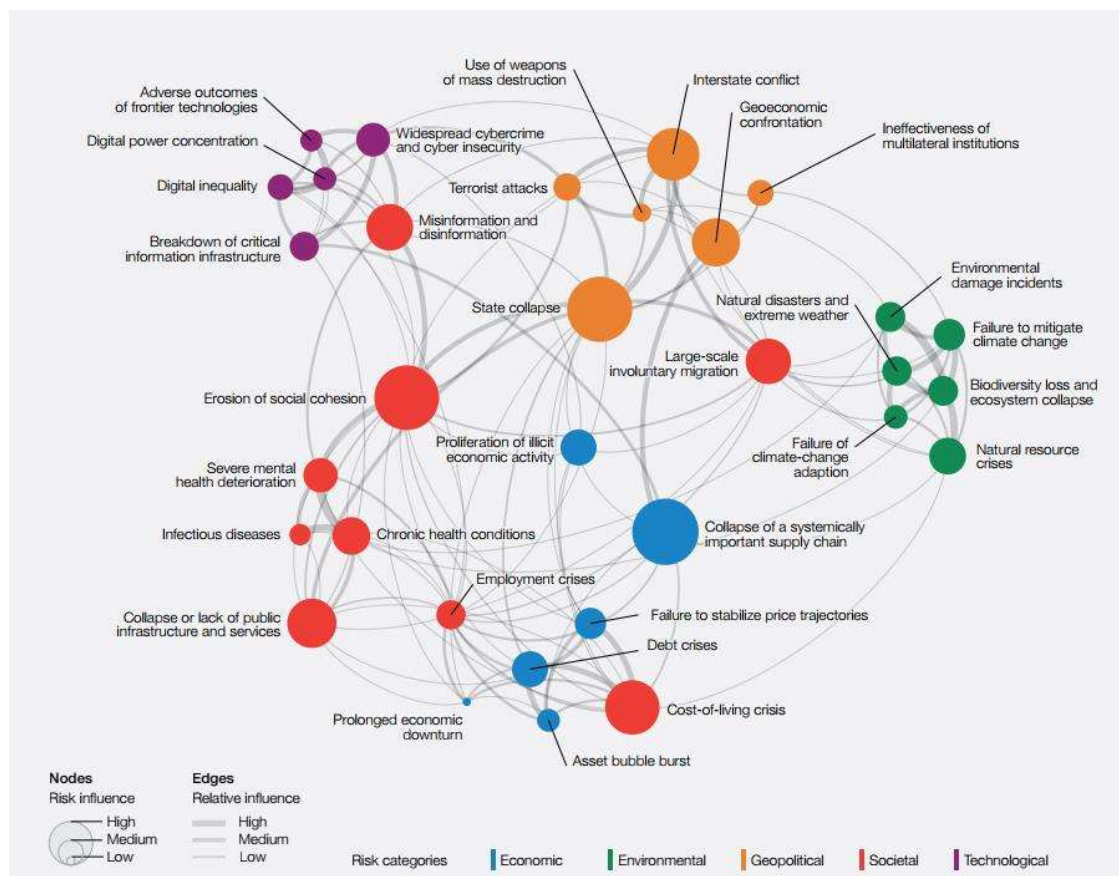 Use of weapons
of mass destruction
Interstate conflict
Adverse outcomes
of frontier technologies
Geoeconomic
confrontation
Digital power concentration
Widespread cybercrime
and cyber insecurity
Ineffectiveness of
multilateral institutions
Digital inequality
Terrorist attacks
Misinformation and
disinformation
Breakdown of critical
information infrastructure
Environmental
damage incidents
Natural disasters and
extreme weather
State collapse
Failure to mitigate
climate change
Large-scale
involuntary migration
Biodiversity loss and
ecosystem collapse
Erosion of social cohesion
Proliferation of illicit
economic activity
Failure of
climate-change
adaption
Natural resource
crises
Severe mental
health deterioration
Infectious diseases
Chronic health conditions
Collapse of a systemically
important supply chain
Employment crises
Collapse or lack of public
infrastructure and services
Failure to stabilize price trajectories
Debt crises
Prolonged economic
downturn
Cost-of-living crisis
Asset bubble burst
Nodes
Risk influence
High
Medium
Low
Edges
Relative influence
High
Medium
Low
Risk categories
Economic
Environmental
Geopolitical
Societal
Technological